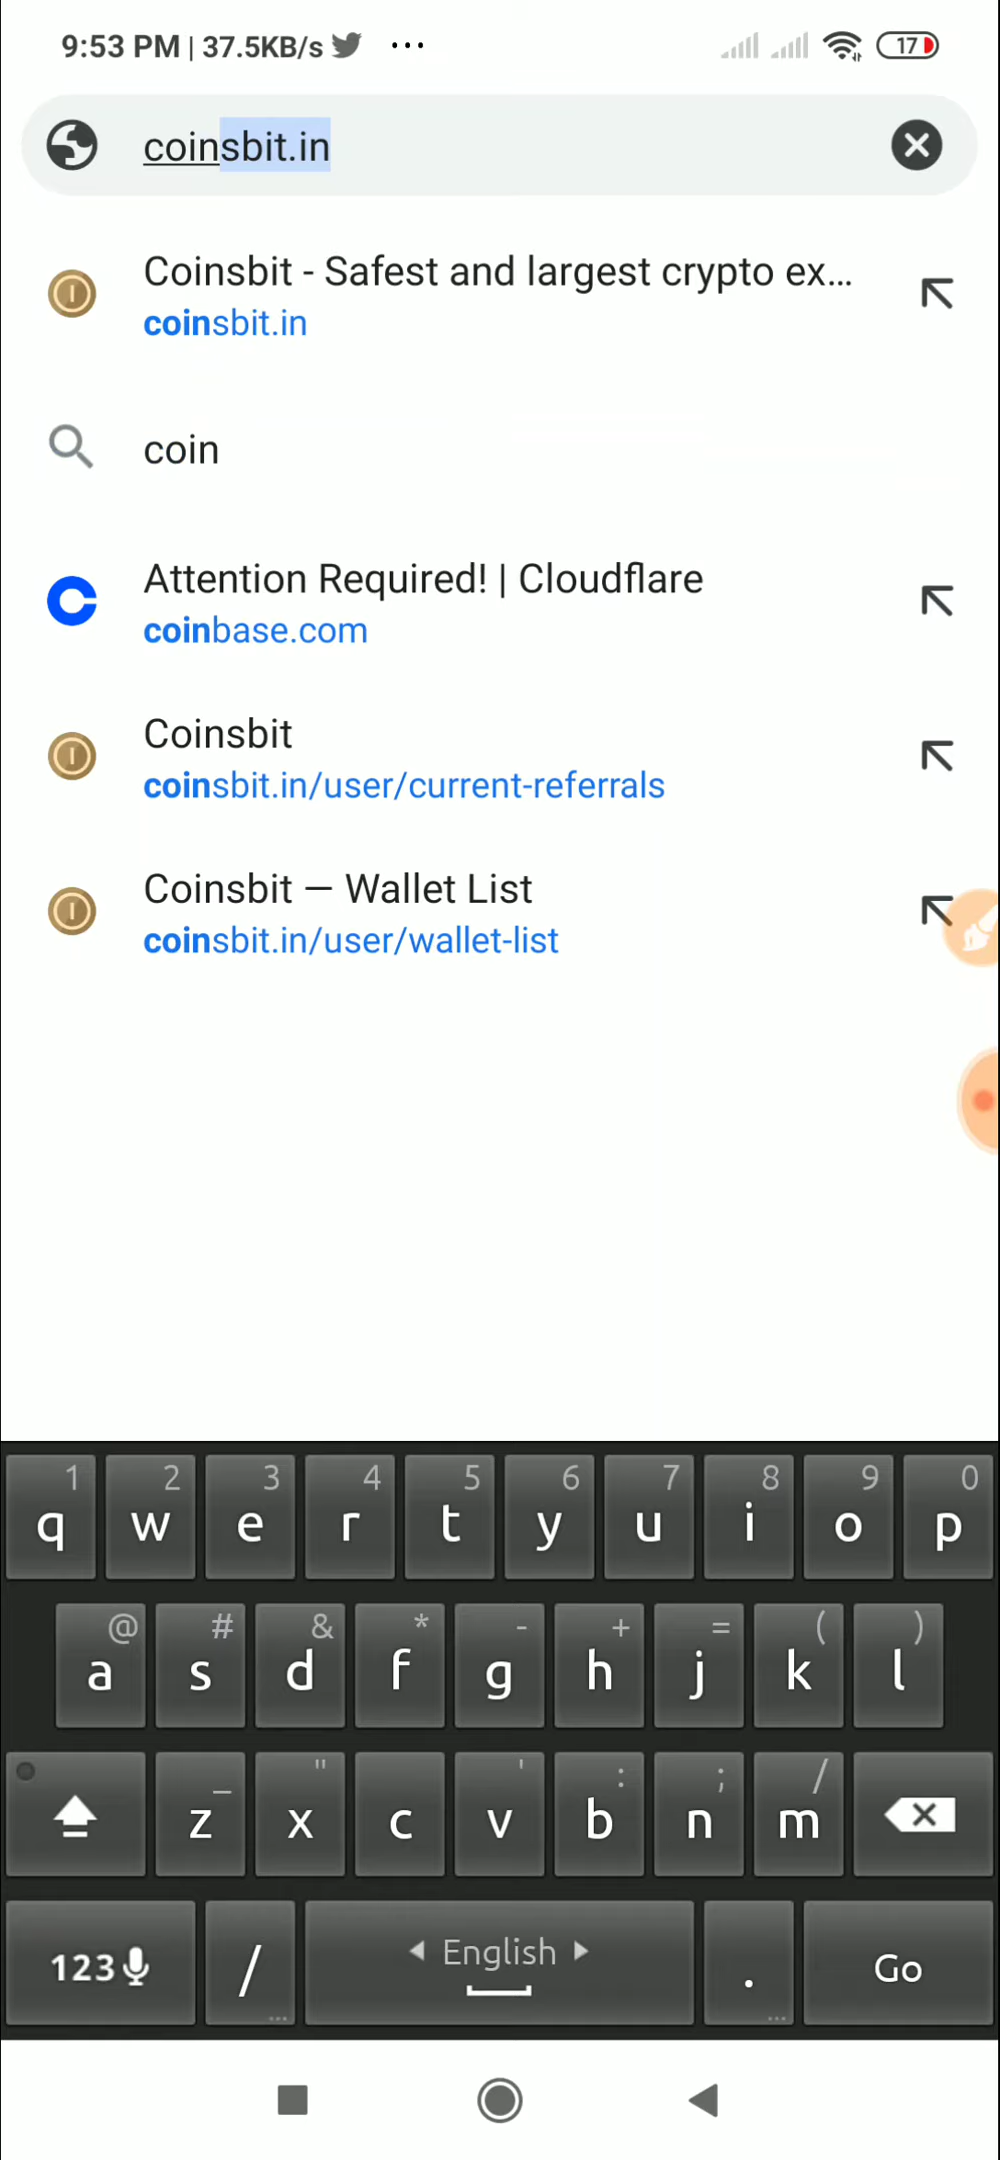 9:53 PM | 37.5KB/s ...
17
coinsbit.in
Coinsbit - Safest and largest crypto ex...
coinsbit.in
coin
Attention Required! | Cloudflare
coinbase.com
Coinsbit
coinsbit.in/user/current-referrals
Coinsbit — Wallet List
coinsbit.in/user/wallet-list
1 2 3 4 5 6 7 8 9 0
q w e r t y u i o p
@ # & * - + = ( )
a s d f g h j k l
_ " ' : ; /
z x c v b n m
123 / English . Go